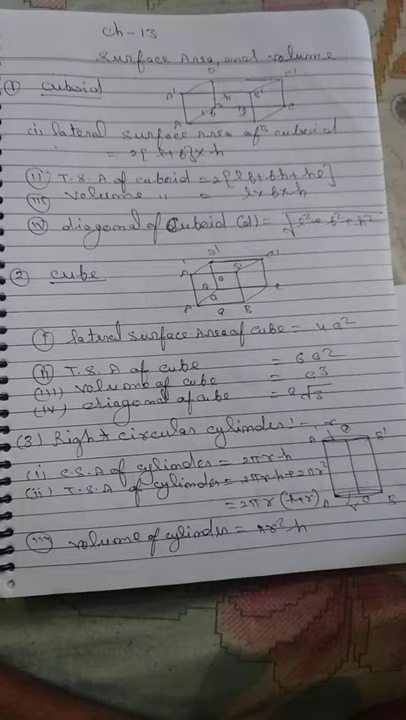 Ch-13
Surface Area, and volume
① cuboid
D' C'
A' h B'
A l b B C
(i) lateral surface Area of cuboid
= 2{l+b}×h
(ii) T.S.A of cuboid = 2{lb+bh+hl}
(iii) volume " = l×b×h
(iv) diagonal of Cuboid (d) = √l²+b²+h²
② cube
D' C'
A' a
a C
A a B
(i) lateral surface Area of cube = 4a²
(ii) T.S.A of cube = 6a²
(iii) volume of cube = a3
(iv) diagonal of cube = a√3
(3) Right circular cylinder:-
A' r O B'
(i) C.S.A of cylinder = 2πrh
(ii) T.S.A of cylinder = 2πrh+2πr²
= 2πr(h+r)
A r O B
(iii) volume of cylinder = πr²h